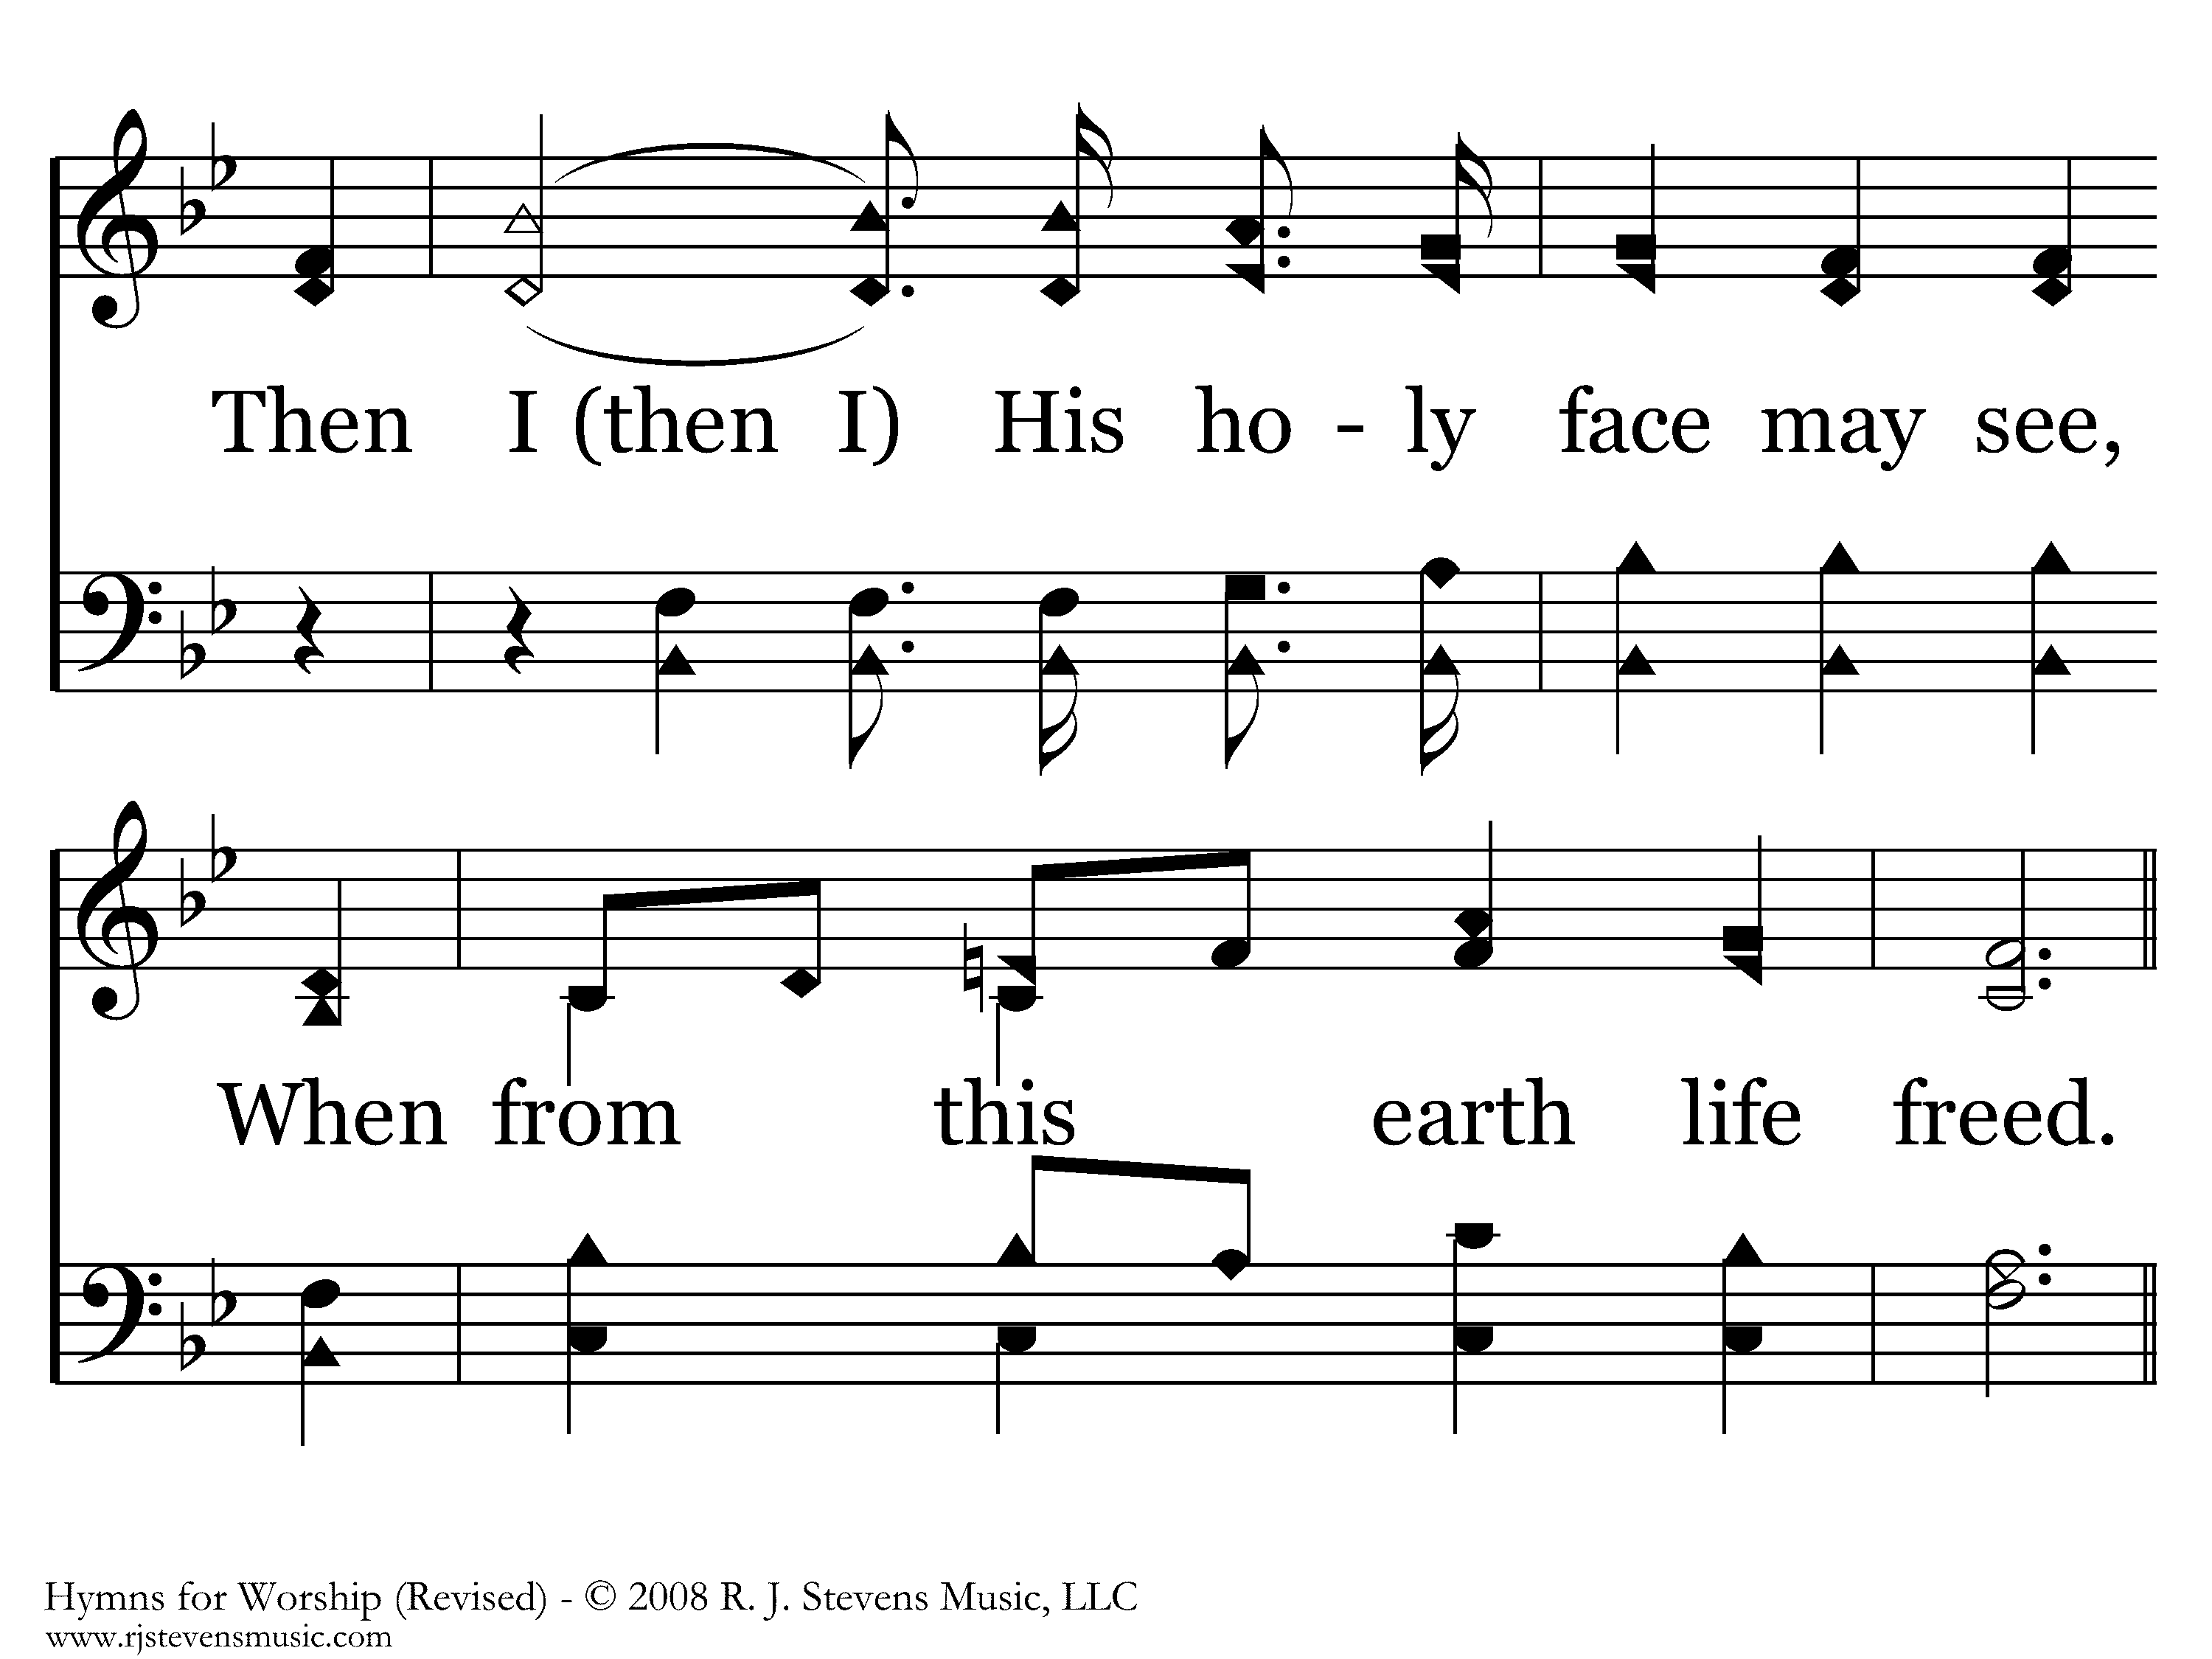 Then I (then I) His ho - ly face may see,
When from this earth life freed.
Hymns for Worship (Revised) - © 2008 R. J. Stevens Music, LLC
www.rjstevensmusic.com